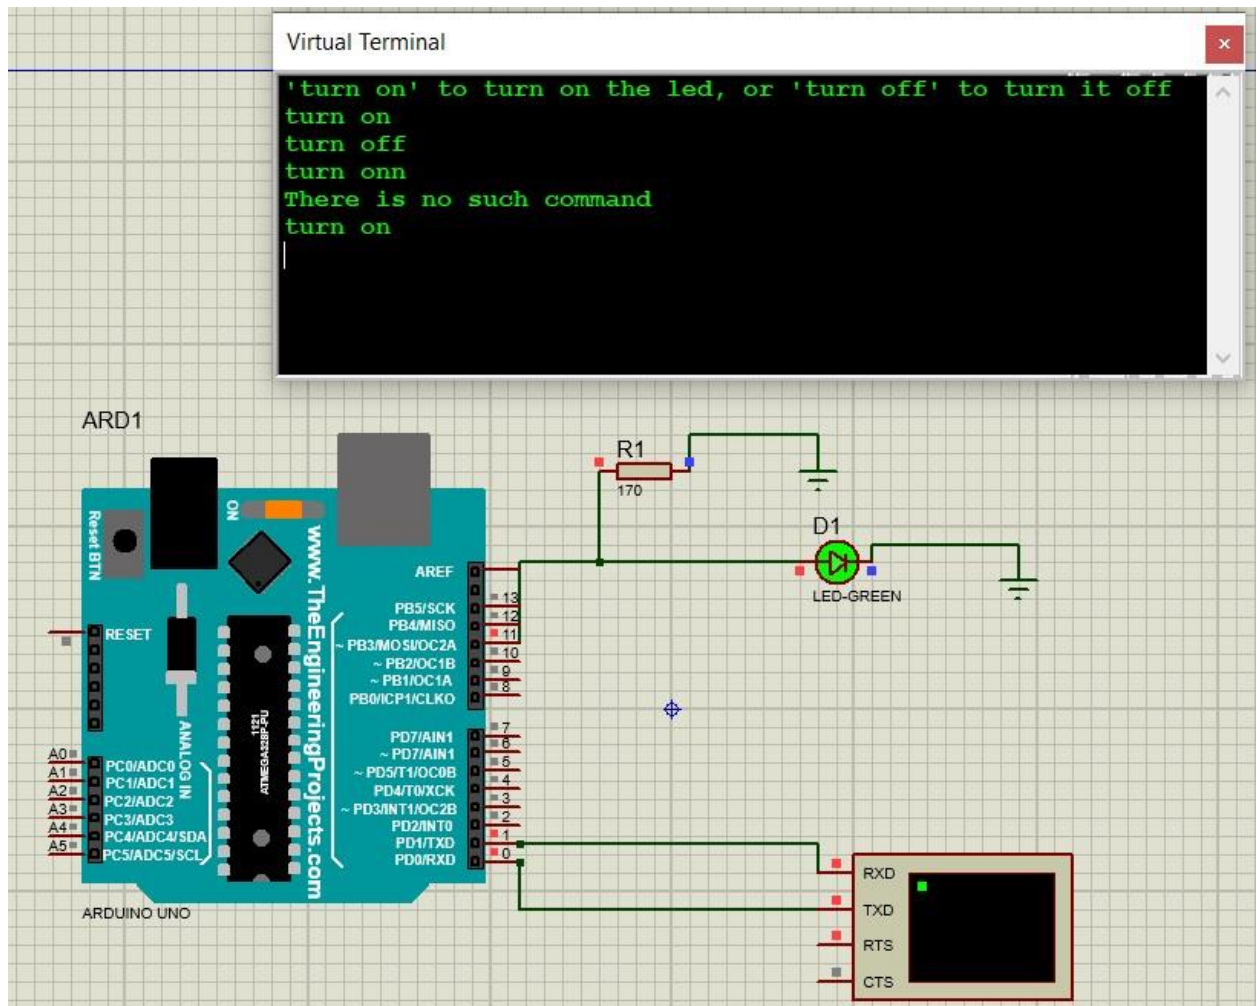 Virtual Terminal
'turn on' to turn on the led, or 'turn off' to turn it off
turn on
turn off
turn onn
There is no such command
turn on
ARD1
R1
170
D1
LED-GREEN
Reset BTN
ON
www.TheEngineeringProjects.com
AREF
13
PB5/SCK
12
PB4/MISO
11
~ PB3/MOSI/OC2A
10
~ PB2/OC1B
9
~ PB1/OC1A
8
PB0/ICP1/CLKO
RESET
1121
ATMEGA328P-PU
ANALOG IN
7
PD7/AIN1
6
~ PD7/AIN1
5
~ PD5/T1/OC0B
4
PD4/T0/XCK
3
~ PD3/INT1/OC2B
2
PD2/INT0
1
PD1/TXD
0
PD0/RXD
A0
PC0/ADC0
A1
PC1/ADC1
A2
PC2/ADC2
A3
PC3/ADC3
A4
PC4/ADC4/SDA
A5
PC5/ADC5/SCL
ARDUINO UNO
RXD
TXD
RTS
CTS